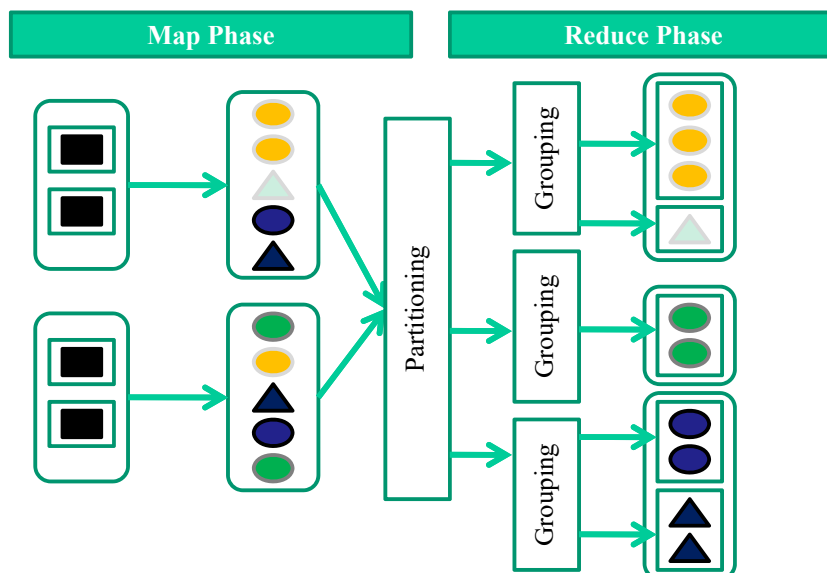 Map Phase
Reduce Phase
Partitioning
Grouping
Grouping
Grouping